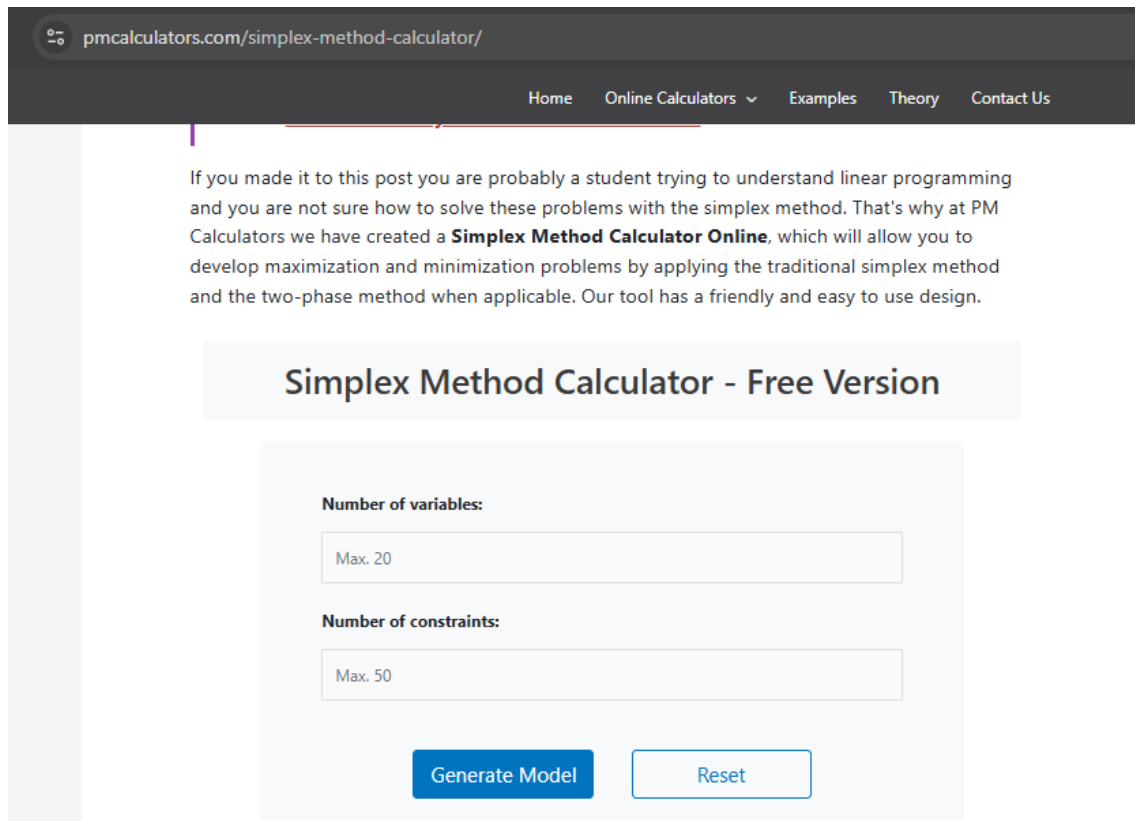 pmcalculators.com/simplex-method-calculator/
Home Online Calculators Examples Theory Contact Us
If you made it to this post you are probably a student trying to understand linear programming
and you are not sure how to solve these problems with the simplex method. That's why at PM
Calculators we have created a Simplex Method Calculator Online, which will allow you to
develop maximization and minimization problems by applying the traditional simplex method
and the two-phase method when applicable. Our tool has a friendly and easy to use design.
Simplex Method Calculator - Free Version
Number of variables:
Max. 20
Number of constraints:
Max. 50
Generate Model Reset